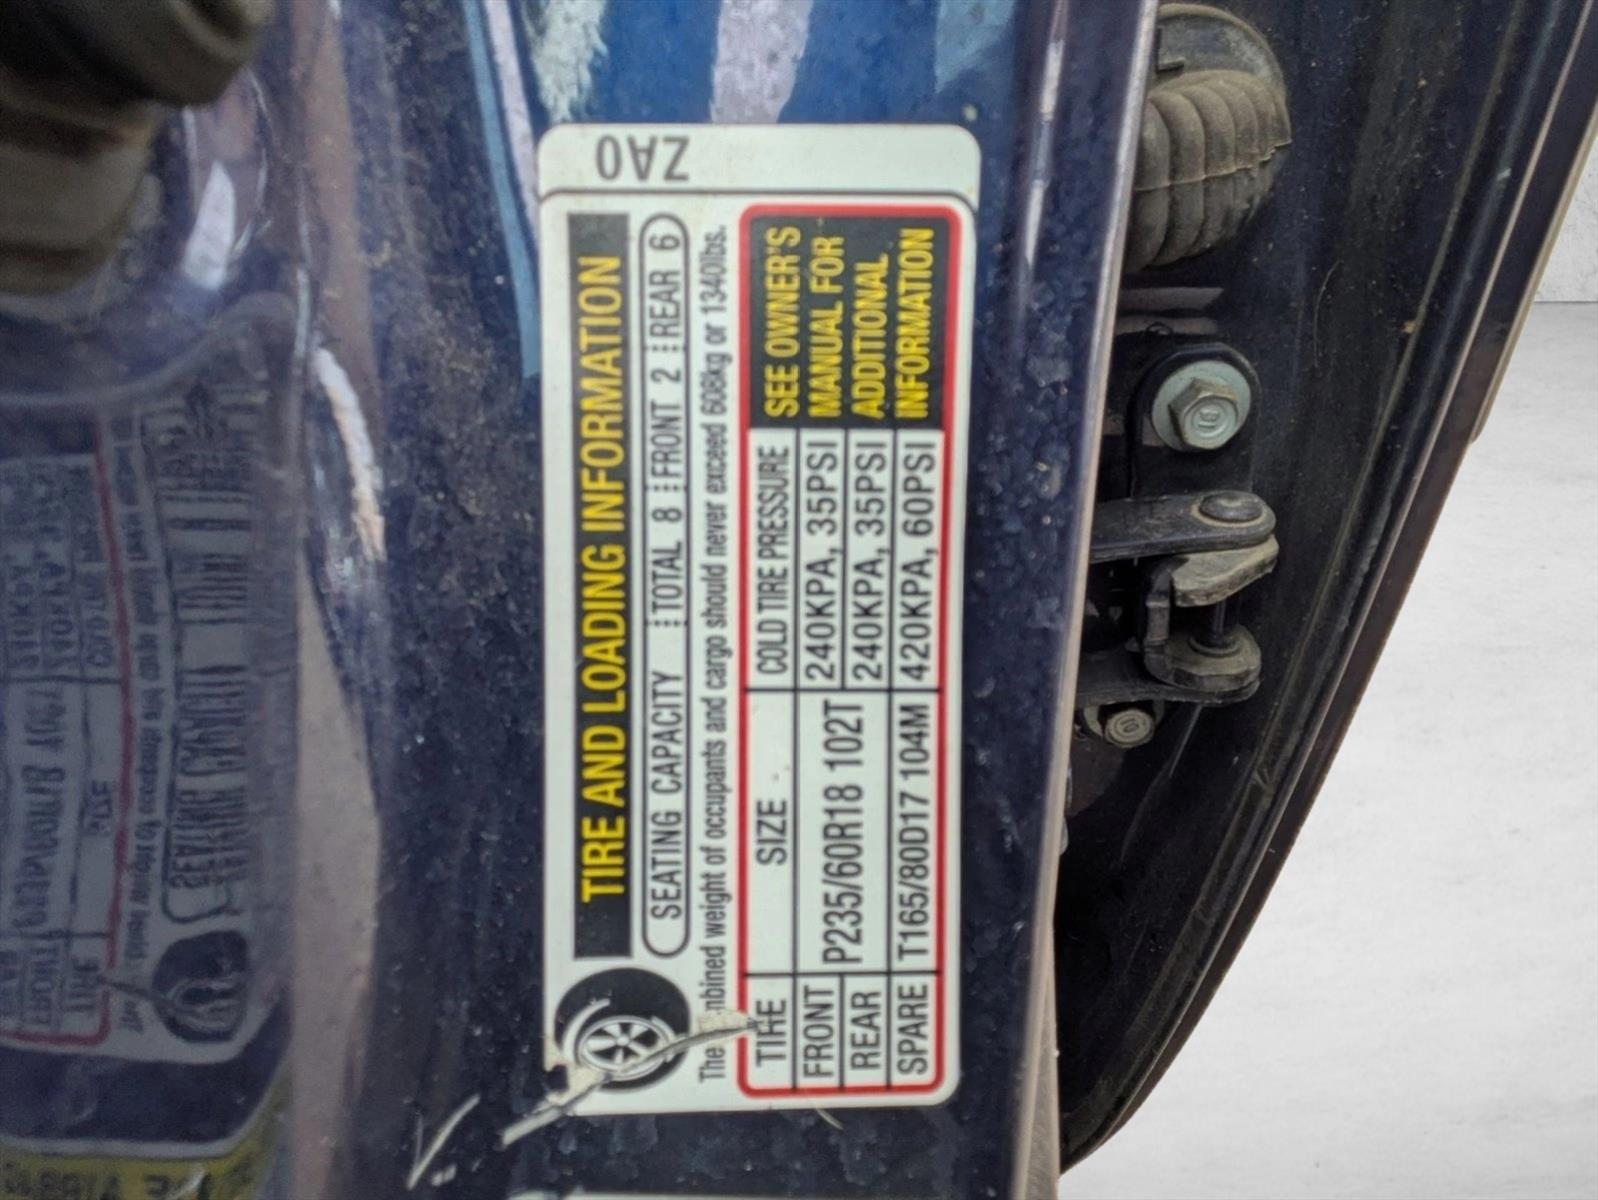 ZA0
TIRE AND LOADING INFORMATION
SEATING CAPACITY TOTAL 8 FRONT 2 REAR 6
The mbined weight of occupants and cargo should never exceed 608kg or 1340lbs.
TIRE SIZE COLD TIRE PRESSURE
FRONT P235/60R18 102T 240KPA, 35PSI
REAR 240KPA, 35PSI
SPARE T165/80D17 104M 420KPA, 60PSI
SEE OWNER'S
MANUAL FOR
ADDITIONAL
INFORMATION